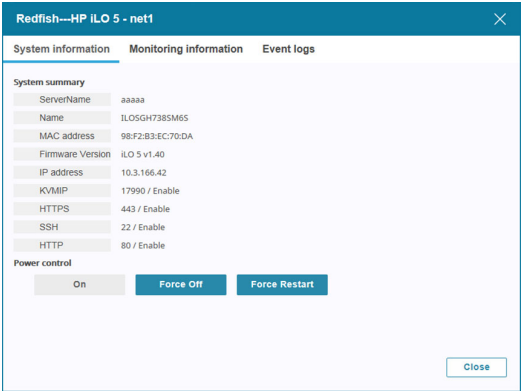 Redfish---HP iLO 5 - net1
System information Monitoring information Event logs
System summary
ServerName aaaaa
Name ILOSGH738SM6S
MAC address 98:F2:B3:EC:70:DA
Firmware Version iLO 5 v1.40
IP address 10.3.166.42
KVMIP 17990 / Enable
HTTPS 443 / Enable
SSH 22 / Enable
HTTP 80 / Enable
Power control
On Force Off Force Restart
Close